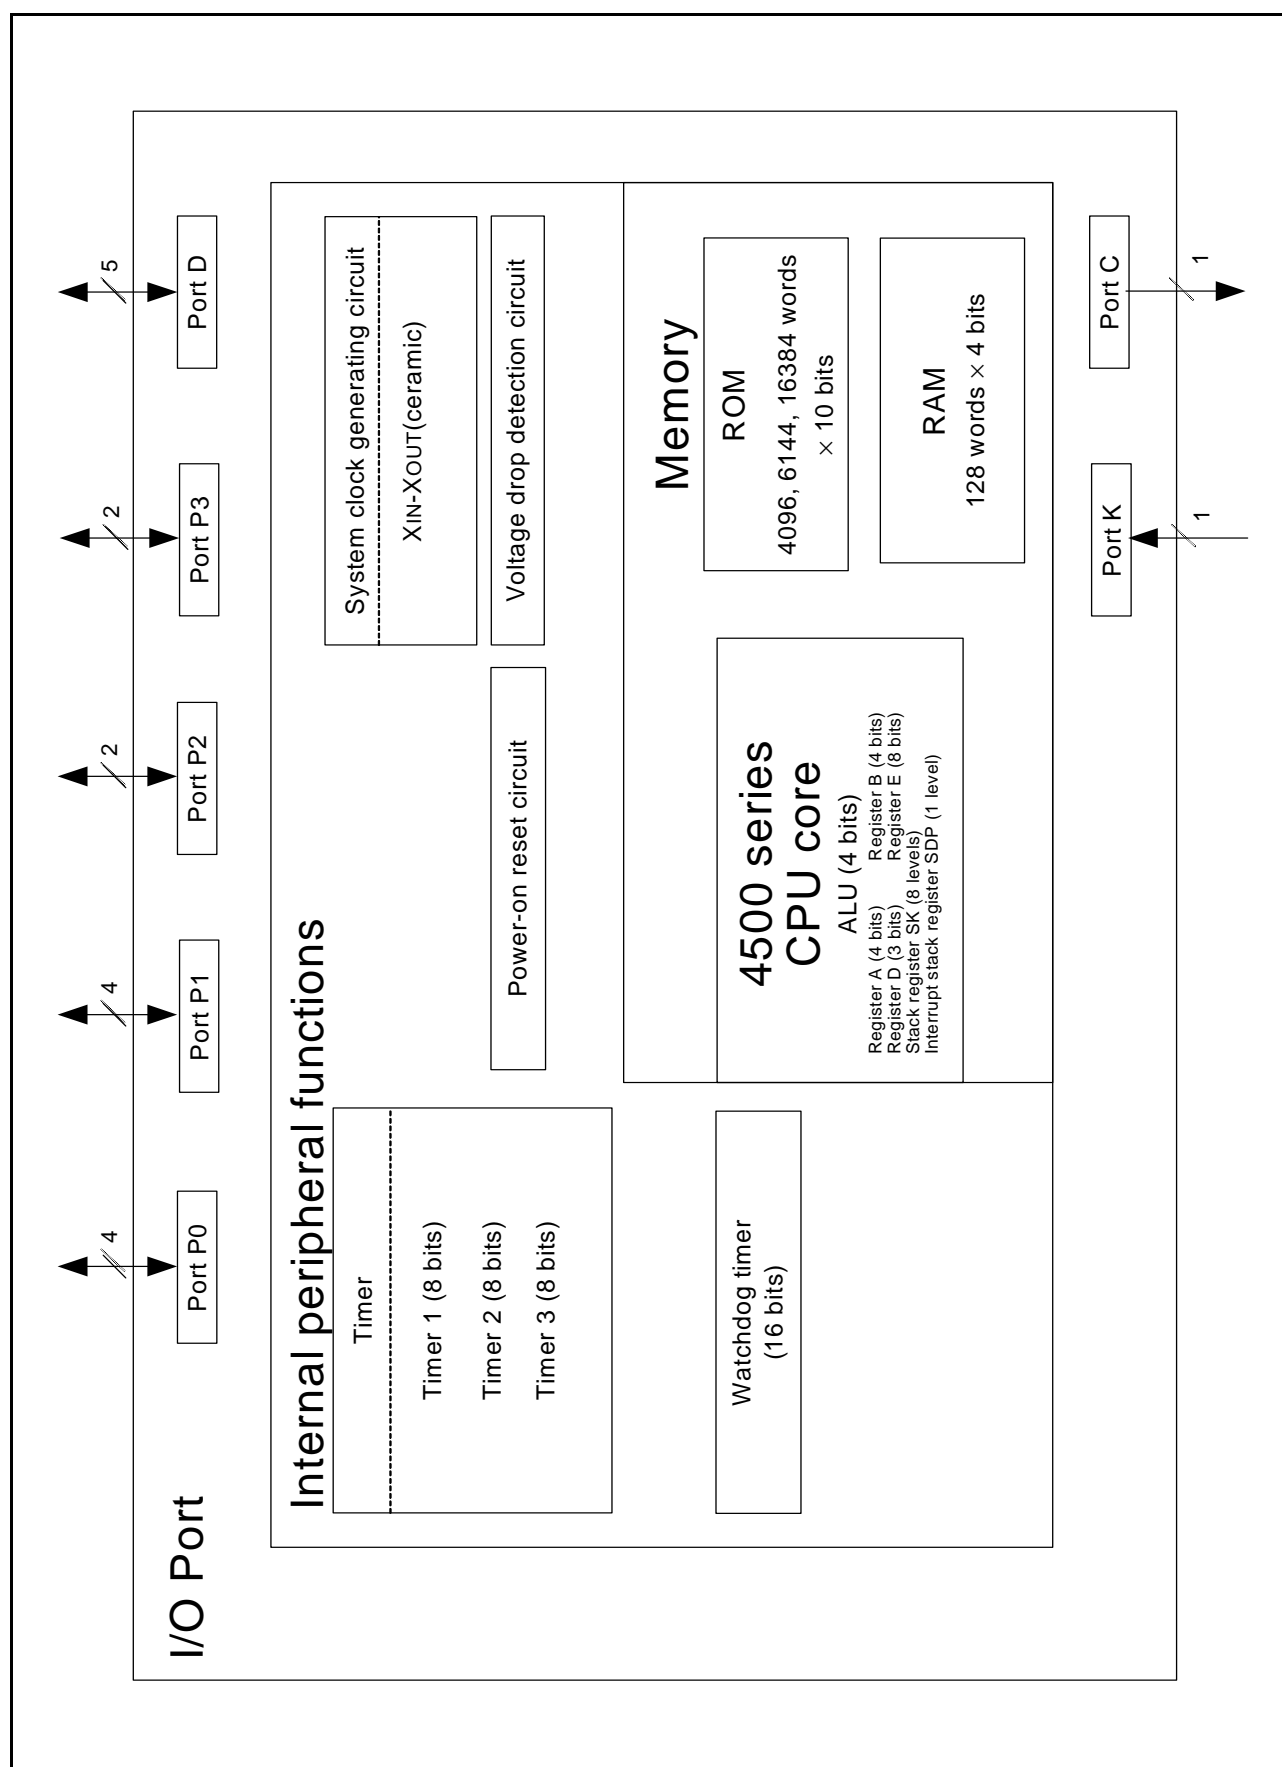 I/O Port
4
4
2
2
5
Port P0
Port P1
Port P2
Port P3
Port D
Internal peripheral functions
Timer
Timer 1 (8 bits)
Timer 2 (8 bits)
Timer 3 (8 bits)
Watchdog timer
(16 bits)
Power-on reset circuit
System clock generating circuit
XIN-XOUT(ceramic)
Voltage drop detection circuit
4500 series
CPU core
ALU (4 bits)
Register A (4 bits) Register B (4 bits)
Register D (3 bits) Register E (8 bits)
Stack register SK (8 levels)
Interrupt stack register SDP (1 level)
Memory
ROM
4096, 6144, 16384 words
× 10 bits
RAM
128 words × 4 bits
Port K
Port C
1
1